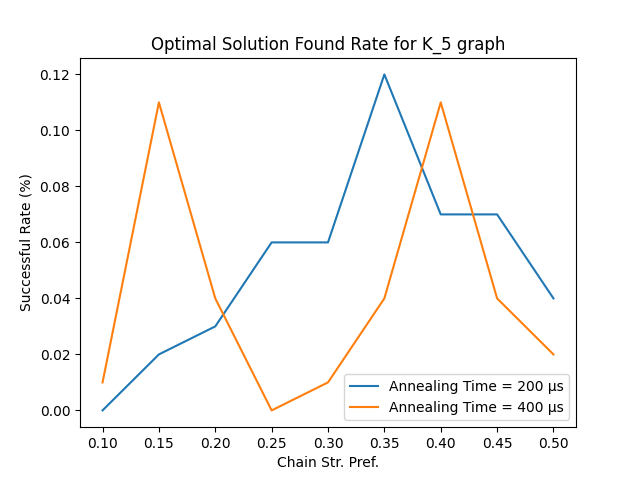 Optimal Solution Found Rate for K_5 graph
Successful Rate (%)
0.12
0.10
0.08
0.06
0.04
0.02
0.00
Annealing Time = 200 µs
Annealing Time = 400 µs
0.10 0.15 0.20 0.25 0.30 0.35 0.40 0.45 0.50
Chain Str. Pref.